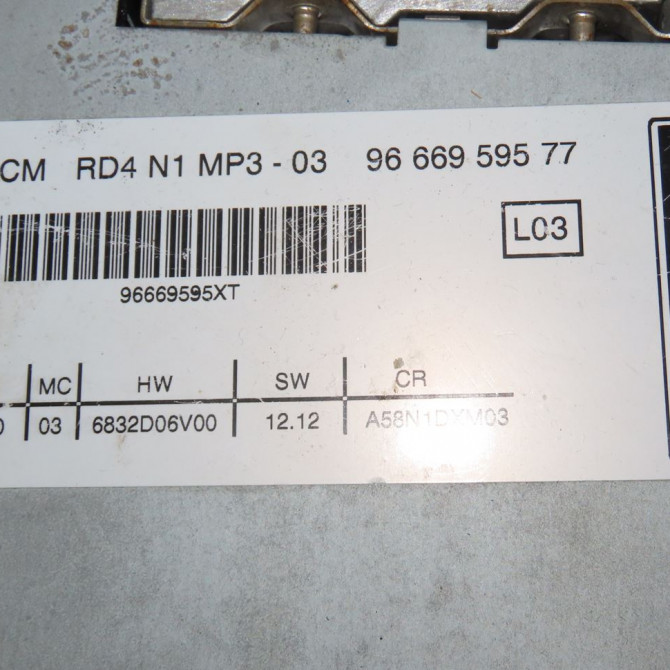 CM RD4 N1 MP3 - 03 96 669 595 77
L03
96669595XT
MC HW SW CR
03 6832D06V00 12.12 A58N1DXM03